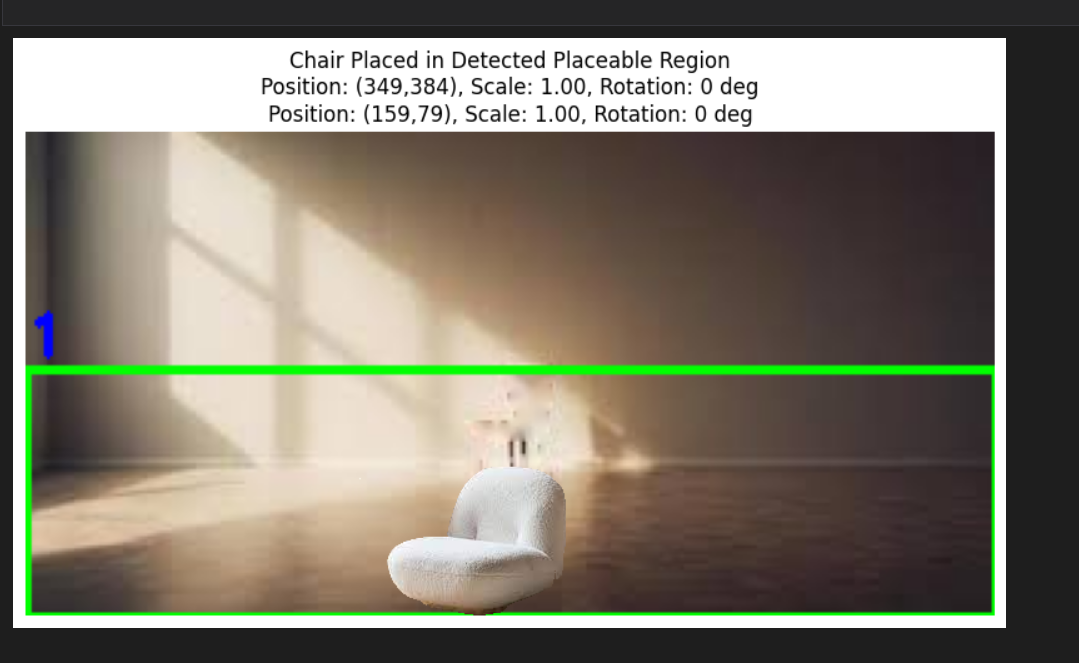 Chair Placed in Detected Placeable Region
Position: (349,384), Scale: 1.00, Rotation: 0 deg
Position: (159,79), Scale: 1.00, Rotation: 0 deg
1